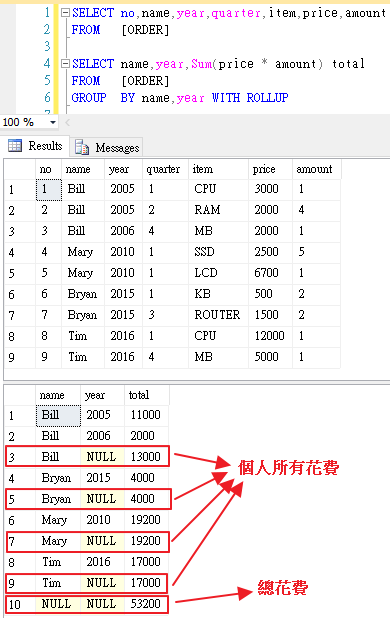 1 SELECT no,name,year,quarter,item,price,amount
2 FROM [ORDER]
3
4 SELECT name,year,Sum(price * amount) total
5 FROM [ORDER]
6 GROUP BY name,year WITH ROLLUP
100 %
Results Messages
no name year quarter item price amount
1 1 Bill 2005 1 CPU 3000 1
2 2 Bill 2005 2 RAM 2000 4
3 3 Bill 2006 4 MB 2000 1
4 4 Mary 2010 1 SSD 2500 5
5 5 Mary 2010 1 LCD 6700 1
6 6 Bryan 2015 1 KB 500 2
7 7 Bryan 2015 3 ROUTER 1500 2
8 8 Tim 2016 1 CPU 12000 1
9 9 Tim 2016 4 MB 5000 1
name year total
1 Bill 2005 11000
2 Bill 2006 2000
3 Bill NULL 13000
4 Bryan 2015 4000
5 Bryan NULL 4000
6 Mary 2010 19200
7 Mary NULL 19200
8 Tim 2016 17000
9 Tim NULL 17000
10 NULL NULL 53200
個人所有花費
總花費